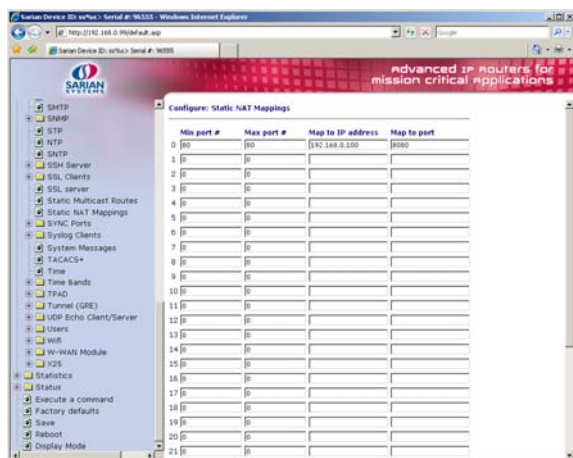 Sarian Device ID: ss%s> Serial #: 96555 - Windows Internet Explorer
http://192.168.0.99/default.asp
Google
Sarian Device ID: ss%s> Serial #: 96555
SARIAN
SYSTEMS
Advanced IP Routers for
mission critical Applications
SMTP
SNMP
STP
NTP
SNTP
SSH Server
SSL Clients
SSL server
Static Multicast Routes
Static NAT Mappings
SYNC Ports
Syslog Clients
System Messages
TACACS+
Time
Time Bands
TPAD
Tunnel (GRE)
UDP Echo Client/Server
Users
Wifi
W-WAN Module
X25
Statistics
Status
Execute a command
Factory defaults
Save
Reboot
Display Mode
Configure: Static NAT Mappings
Min port # Max port # Map to IP address Map to port
0 80 80 192.168.0.100 8080
1 0 0
2 0 0
3 0 0
4 0 0
5 0 0
6 0 0
7 0 0
8 0 0
9 0 0
10 0 0
11 0 0
12 0 0
13 0 0
14 0 0
15 0 0
16 0 0
17 0 0
18 0 0
19 0 0
20 0 0
21 0 0